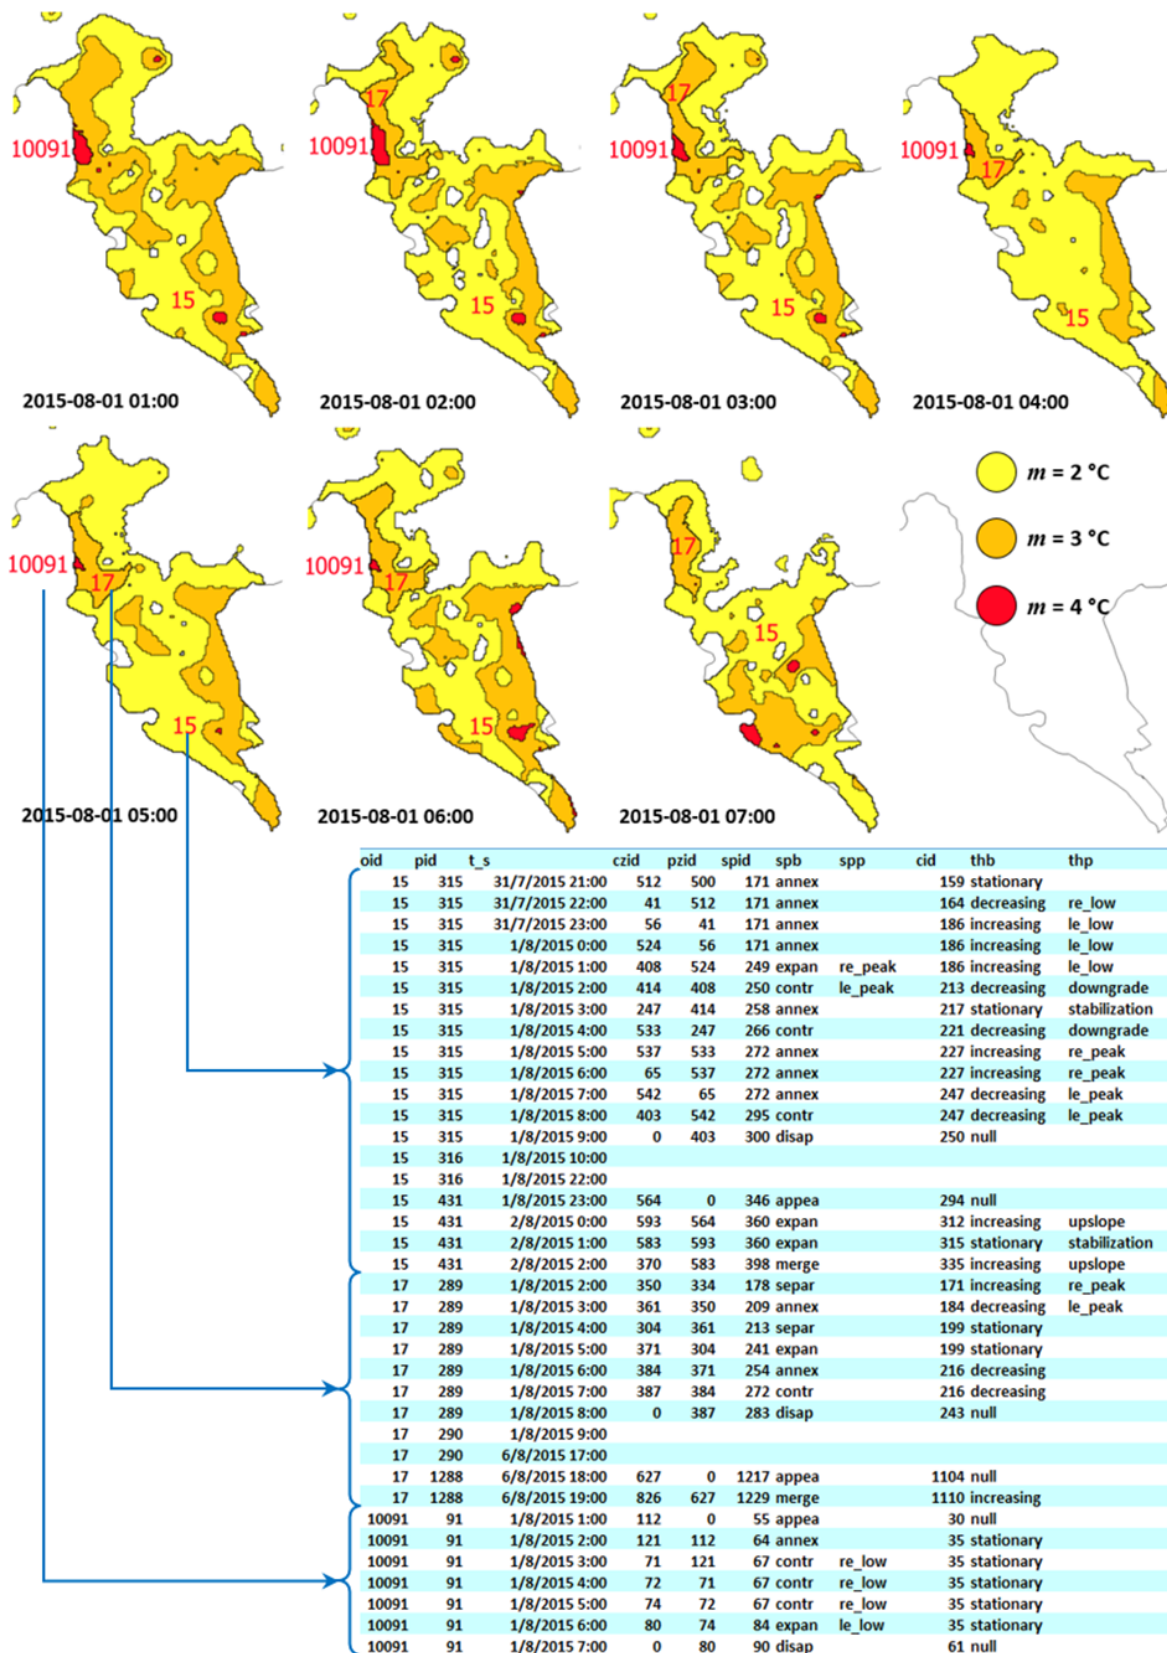 10091
15
2015-08-01 01:00
17
10091
15
2015-08-01 02:00
17
10091
15
2015-08-01 03:00
10091
17
15
2015-08-01 04:00
10091
17
15
2015-08-01 05:00
10091
17
15
2015-08-01 06:00
17
15
2015-08-01 07:00
m = 2 °C
m = 3 °C
m = 4 °C
oid pid t_s czid pzid spid spb spp cid thb thp
15 315 31/7/2015 21:00 512 500 171 annex 159 stationary
15 315 31/7/2015 22:00 41 512 171 annex 164 decreasing re_low
15 315 31/7/2015 23:00 56 41 171 annex 186 increasing le_low
15 315 1/8/2015 0:00 524 56 171 annex 186 increasing le_low
15 315 1/8/2015 1:00 408 524 249 expan re_peak 186 increasing le_low
15 315 1/8/2015 2:00 414 408 250 contr le_peak 213 decreasing downgrade
15 315 1/8/2015 3:00 247 414 258 annex 217 stationary stabilization
15 315 1/8/2015 4:00 533 247 266 contr 221 decreasing downgrade
15 315 1/8/2015 5:00 537 533 272 annex 227 increasing re_peak
15 315 1/8/2015 6:00 65 537 272 annex 227 increasing re_peak
15 315 1/8/2015 7:00 542 65 272 annex 247 decreasing le_peak
15 315 1/8/2015 8:00 403 542 295 contr 247 decreasing le_peak
15 315 1/8/2015 9:00 0 403 300 disap 250 null
15 316 1/8/2015 10:00
15 316 1/8/2015 22:00
15 431 1/8/2015 23:00 564 0 346 appea 294 null
15 431 2/8/2015 0:00 593 564 360 expan 312 increasing upslope
15 431 2/8/2015 1:00 583 593 360 expan 315 stationary stabilization
15 431 2/8/2015 2:00 370 583 398 merge 335 increasing upslope
17 289 1/8/2015 2:00 350 334 178 separ 171 increasing re_peak
17 289 1/8/2015 3:00 361 350 209 annex 184 decreasing le_peak
17 289 1/8/2015 4:00 304 361 213 separ 199 stationary
17 289 1/8/2015 5:00 371 304 241 expan 199 stationary
17 289 1/8/2015 6:00 384 371 254 annex 216 decreasing
17 289 1/8/2015 7:00 387 384 272 contr 216 decreasing
17 289 1/8/2015 8:00 0 387 283 disap 243 null
17 290 1/8/2015 9:00
17 290 6/8/2015 17:00
17 1288 6/8/2015 18:00 627 0 1217 appea 1104 null
17 1288 6/8/2015 19:00 826 627 1229 merge 1110 increasing
10091 91 1/8/2015 1:00 112 0 55 appea 30 null
10091 91 1/8/2015 2:00 121 112 64 annex 35 stationary
10091 91 1/8/2015 3:00 71 121 67 contr re_low 35 stationary
10091 91 1/8/2015 4:00 72 71 67 contr re_low 35 stationary
10091 91 1/8/2015 5:00 74 72 67 contr re_low 35 stationary
10091 91 1/8/2015 6:00 80 74 84 expan le_low 35 stationary
10091 91 1/8/2015 7:00 0 80 90 disap 61 null